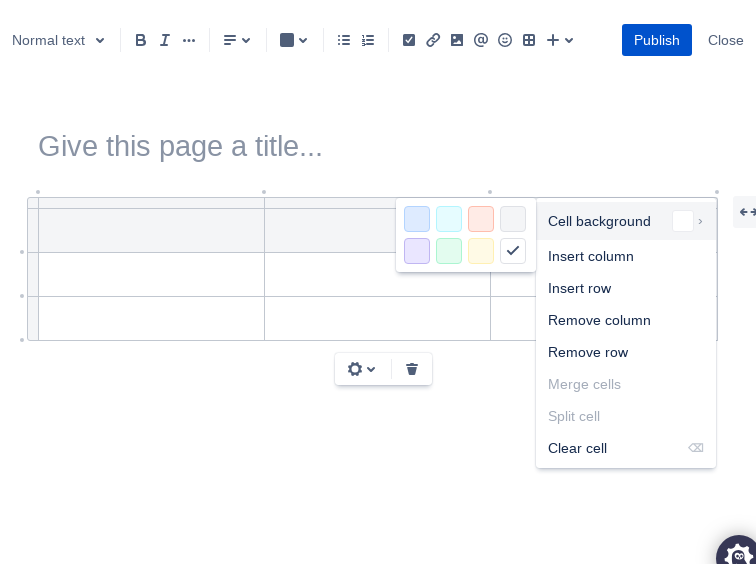 Normal text
Publish
Close
Give this page a title...
Cell background
Insert column
Insert row
Remove column
Remove row
Merge cells
Split cell
Clear cell